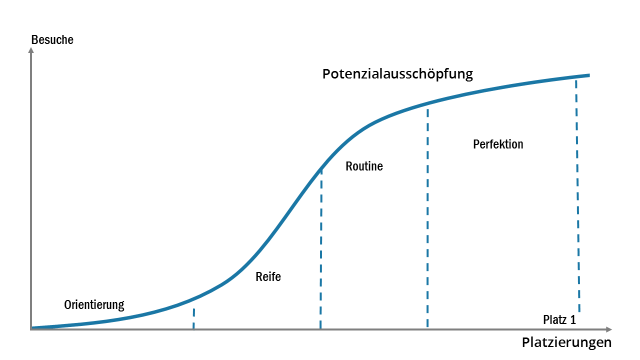 Besuche
Potenzialausschöpfung
Perfektion
Routine
Reife
Orientierung
Platz 1
Platzierungen